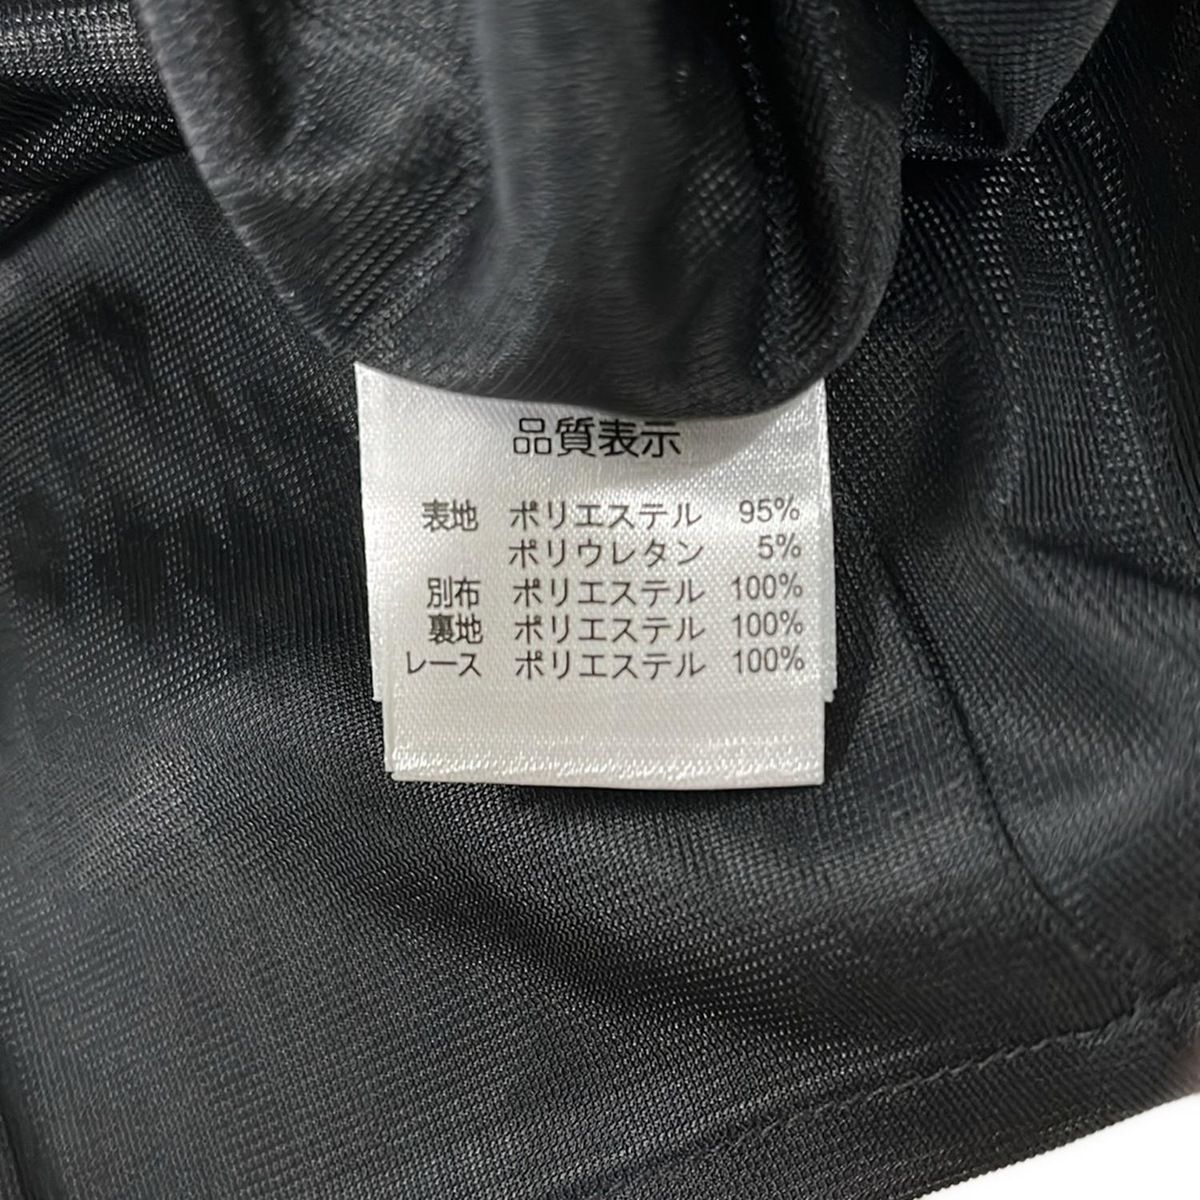 品質表示
表地 ポリエステル 95%
ポリウレタン 5%
別布 ポリエステル 100%
裏地 ポリエステル 100%
レース ポリエステル 100%